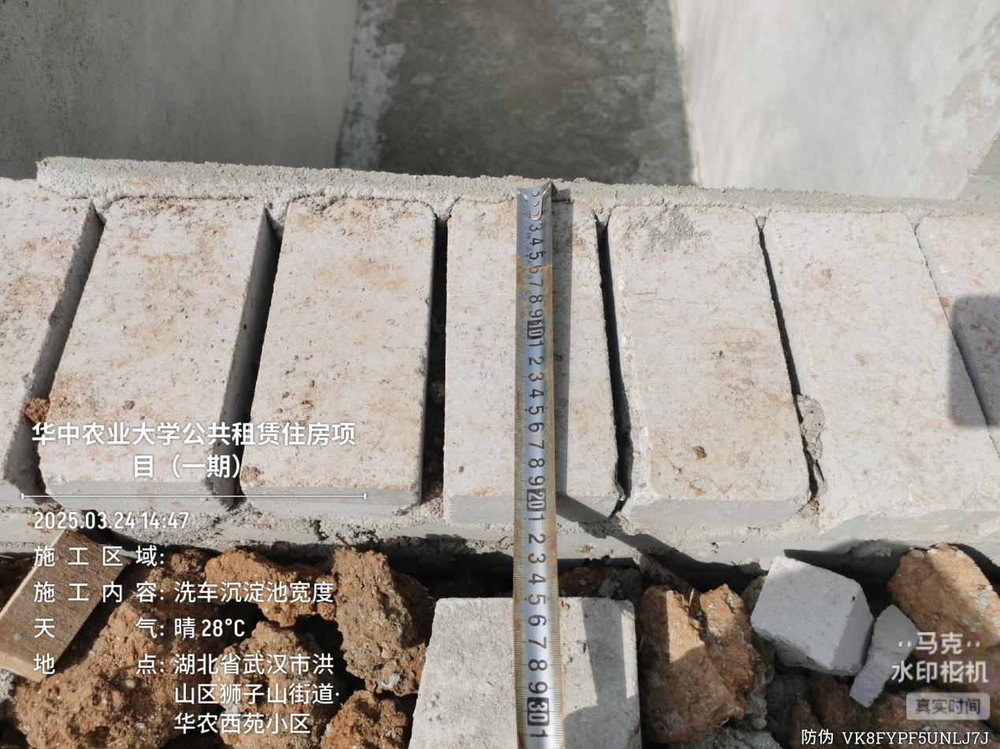 3
4
5
6
7
8
9
10
1
2
3
4
5
6
7
8
9
20
1
2
3
4
5
6
7
8
9
30
1
华中农业大学公共租赁住房项
目（一期）
2025.03.24 14:47
施工区域:
施工内容: 洗车沉淀池宽度
天气: 晴 28°C
地点: 湖北省武汉市洪
山区狮子山街道·
华农西苑小区
马克
水印相机
真实时间
防伪 VK8FYPF5UNLJ7J